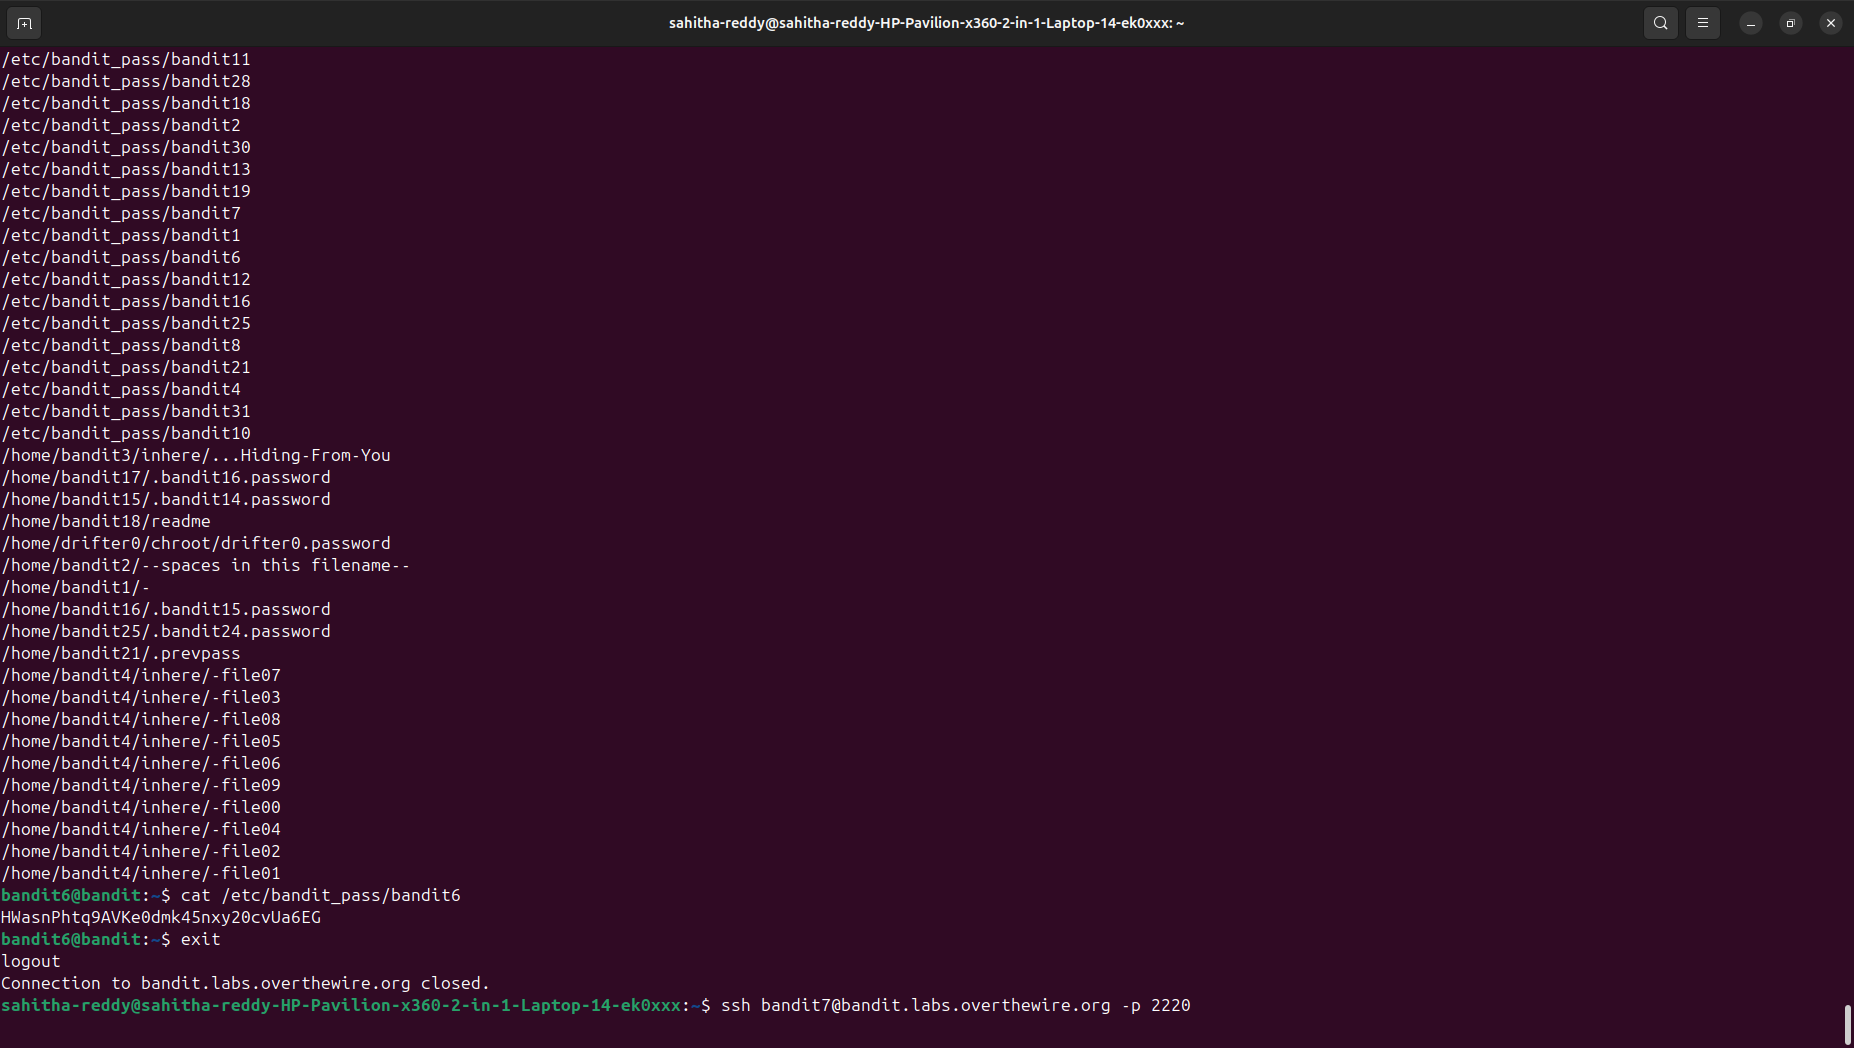 sahitha-reddy@sahitha-reddy-HP-Pavilion-x360-2-in-1-Laptop-14-ek0xxx: ~
/etc/bandit_pass/bandit11
/etc/bandit_pass/bandit28
/etc/bandit_pass/bandit18
/etc/bandit_pass/bandit2
/etc/bandit_pass/bandit30
/etc/bandit_pass/bandit13
/etc/bandit_pass/bandit19
/etc/bandit_pass/bandit7
/etc/bandit_pass/bandit1
/etc/bandit_pass/bandit6
/etc/bandit_pass/bandit12
/etc/bandit_pass/bandit16
/etc/bandit_pass/bandit25
/etc/bandit_pass/bandit8
/etc/bandit_pass/bandit21
/etc/bandit_pass/bandit4
/etc/bandit_pass/bandit31
/etc/bandit_pass/bandit10
/home/bandit3/inhere/...Hiding-From-You
/home/bandit17/.bandit16.password
/home/bandit15/.bandit14.password
/home/bandit18/readme
/home/drifter0/chroot/drifter0.password
/home/bandit2/--spaces in this filename--
/home/bandit1/-
/home/bandit16/.bandit15.password
/home/bandit25/.bandit24.password
/home/bandit21/.prevpass
/home/bandit4/inhere/-file07
/home/bandit4/inhere/-file03
/home/bandit4/inhere/-file08
/home/bandit4/inhere/-file05
/home/bandit4/inhere/-file06
/home/bandit4/inhere/-file09
/home/bandit4/inhere/-file00
/home/bandit4/inhere/-file04
/home/bandit4/inhere/-file02
/home/bandit4/inhere/-file01
bandit6@bandit:~$ cat /etc/bandit_pass/bandit6
HWasnPhtq9AVKe0dmk45nxy20cvUa6EG
bandit6@bandit:~$ exit
logout
Connection to bandit.labs.overthewire.org closed.
sahitha-reddy@sahitha-reddy-HP-Pavilion-x360-2-in-1-Laptop-14-ek0xxx:~$ ssh bandit7@bandit.labs.overthewire.org -p 2220